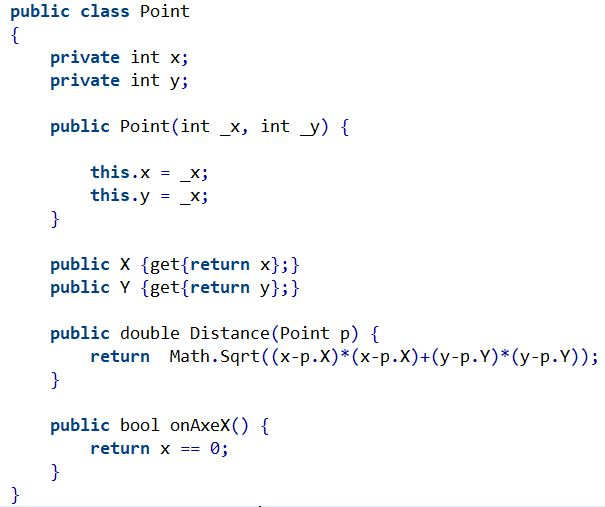 public class Point
{
    private int x;
    private int y;

    public Point(int _x, int _y) {

        this.x = _x;
        this.y = _x;
    }

    public X {get{return x};}
    public Y {get{return y};}

    public double Distance(Point p) {
        return  Math.Sqrt((x-p.X)*(x-p.X)+(y-p.Y)*(y-p.Y));
    }

    public bool onAxeX() {
        return x == 0;
    }
}